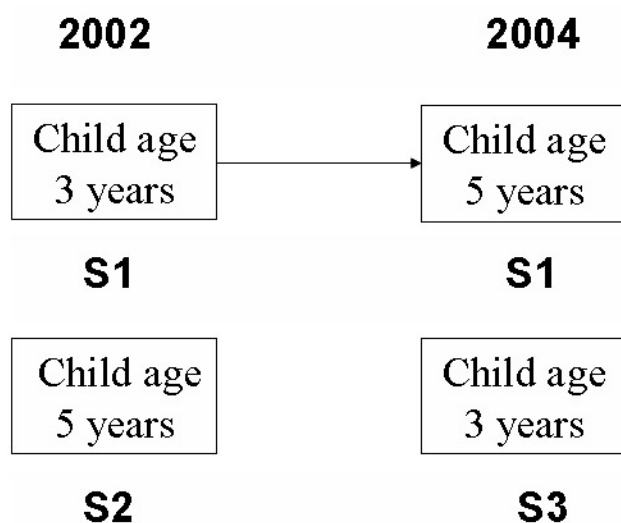 2002
2004
Child age
3 years
Child age
5 years
S1
S1
Child age
5 years
Child age
3 years
S2
S3